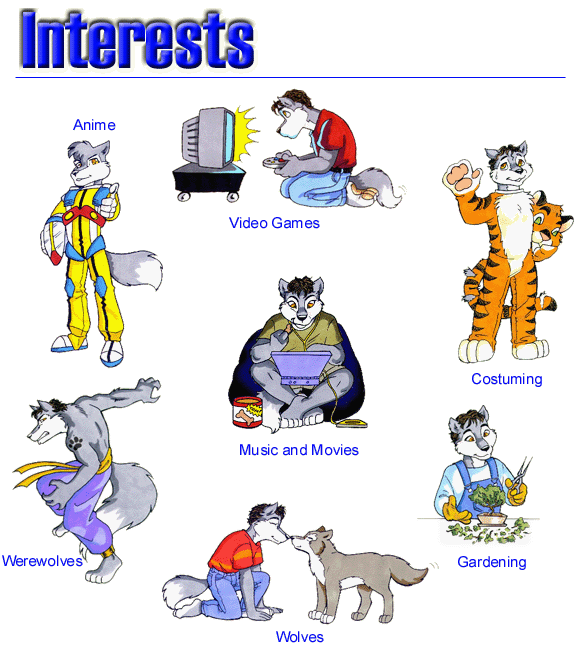 Interests
Anime
Video Games
Costuming
Music and Movies
Werewolves
Gardening
Wolves